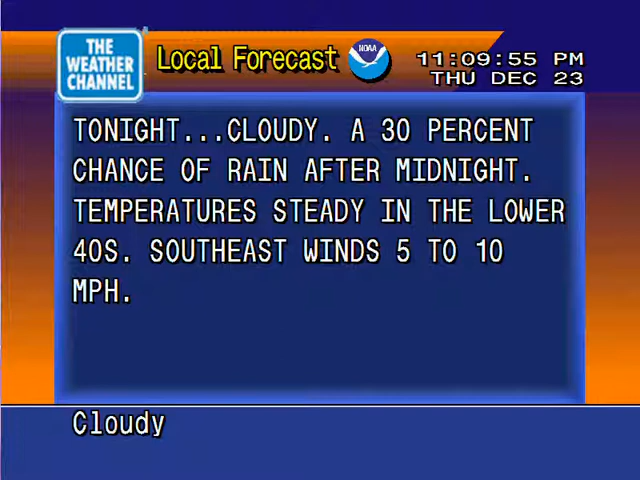 THE
WEATHER
CHANNEL
Local Forecast
NOAA
11:09:55 PM
THU DEC 23
TONIGHT...CLOUDY. A 30 PERCENT
CHANCE OF RAIN AFTER MIDNIGHT.
TEMPERATURES STEADY IN THE LOWER
40S. SOUTHEAST WINDS 5 TO 10
MPH.
Cloudy